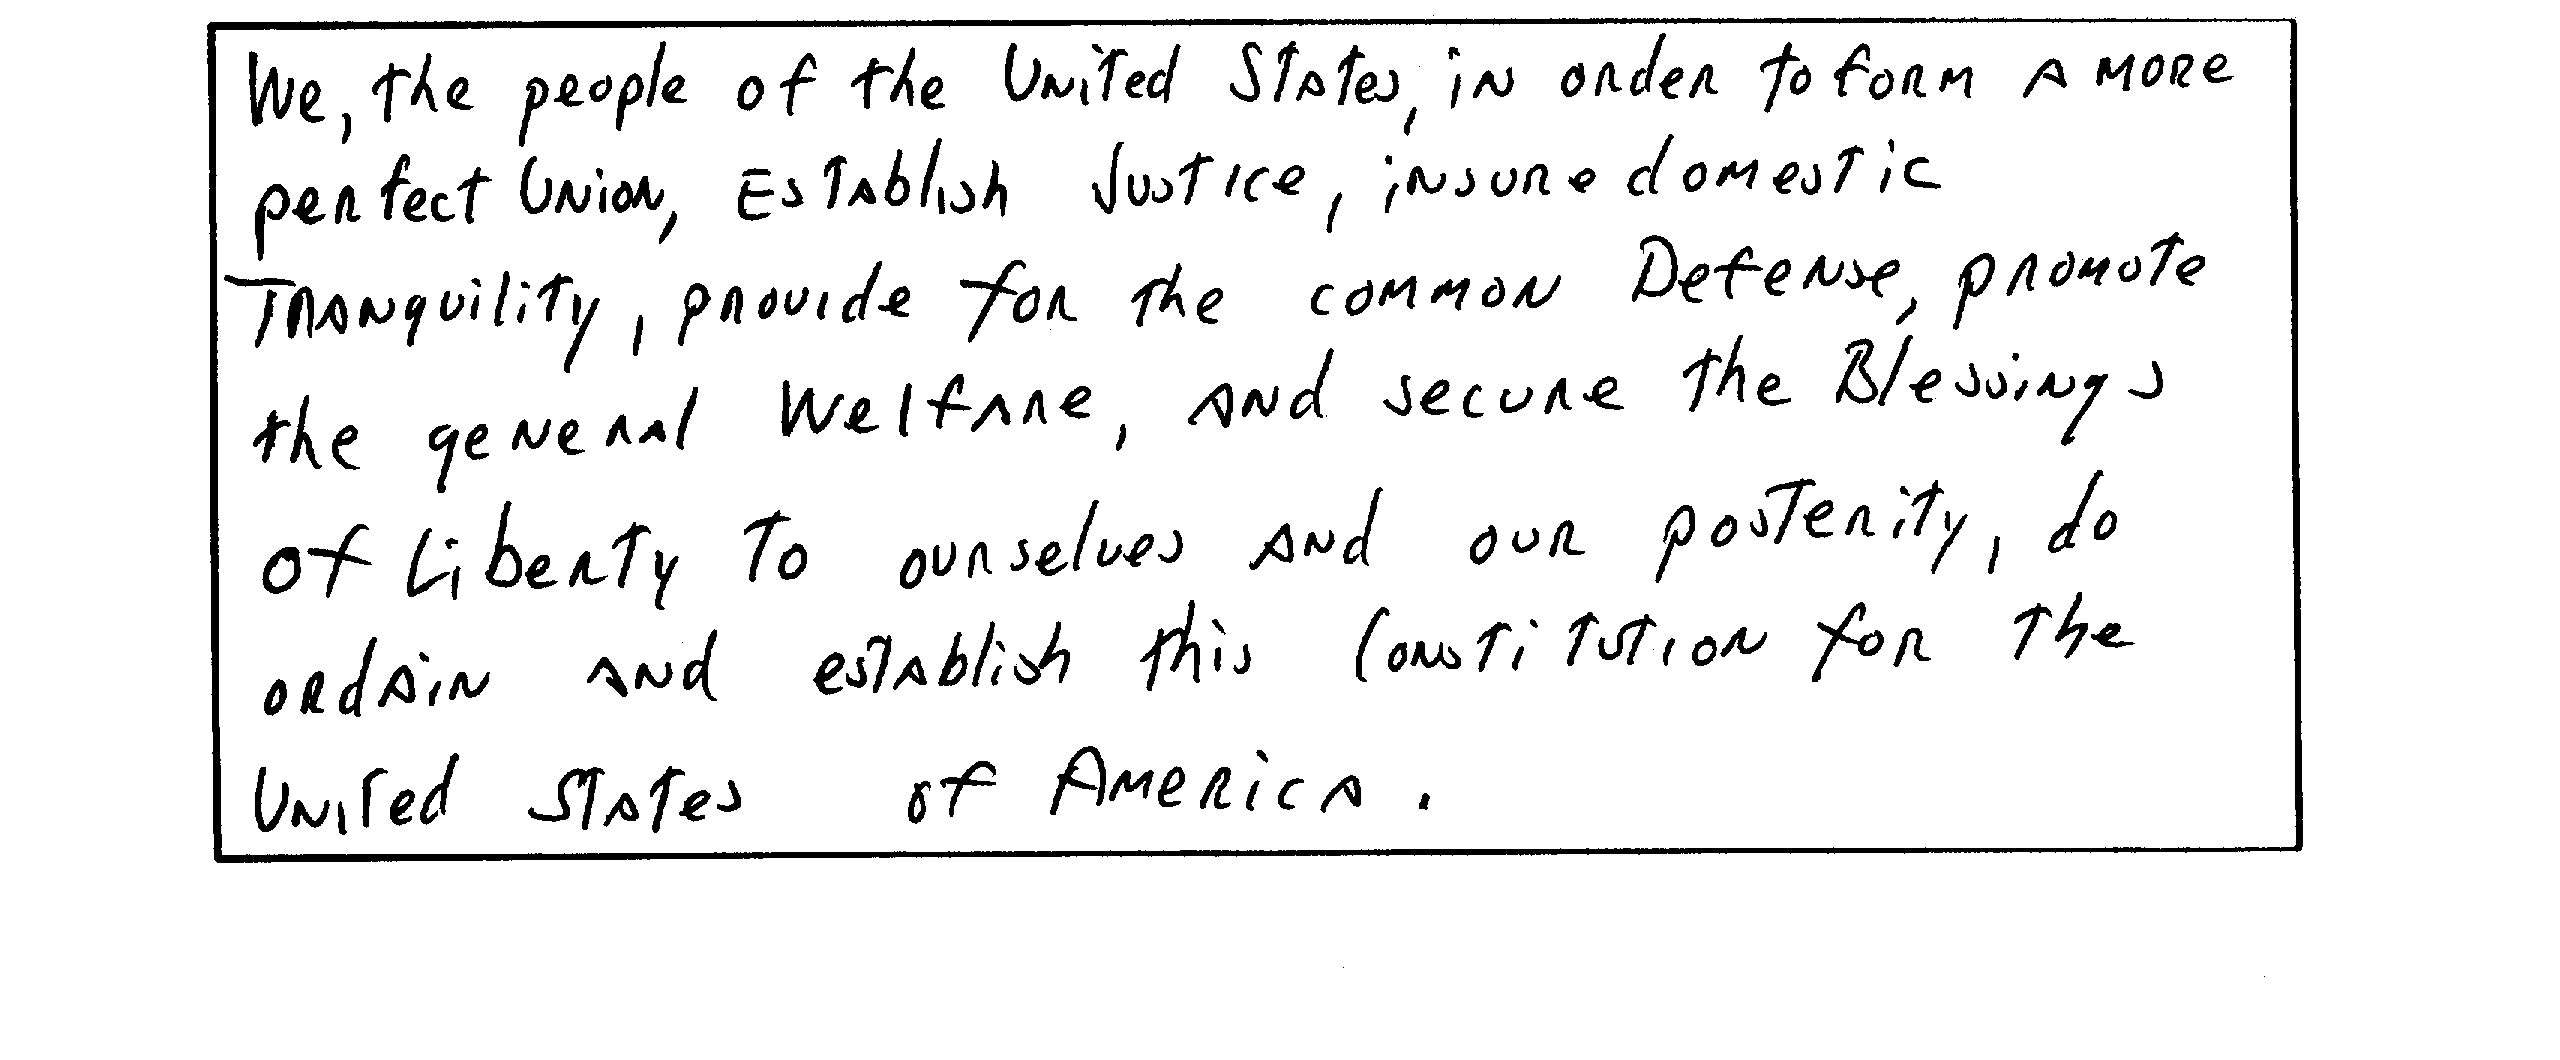 We, the people of the United States, in order to form a more
perfect Union, Establish Justice, insure domestic
Tranquility, provide for the common Defense, promote
the general Welfare, and secure the Blessings
of Liberty to ourselves and our posterity, do
ordain and establish this Constitution for the
United States of America.